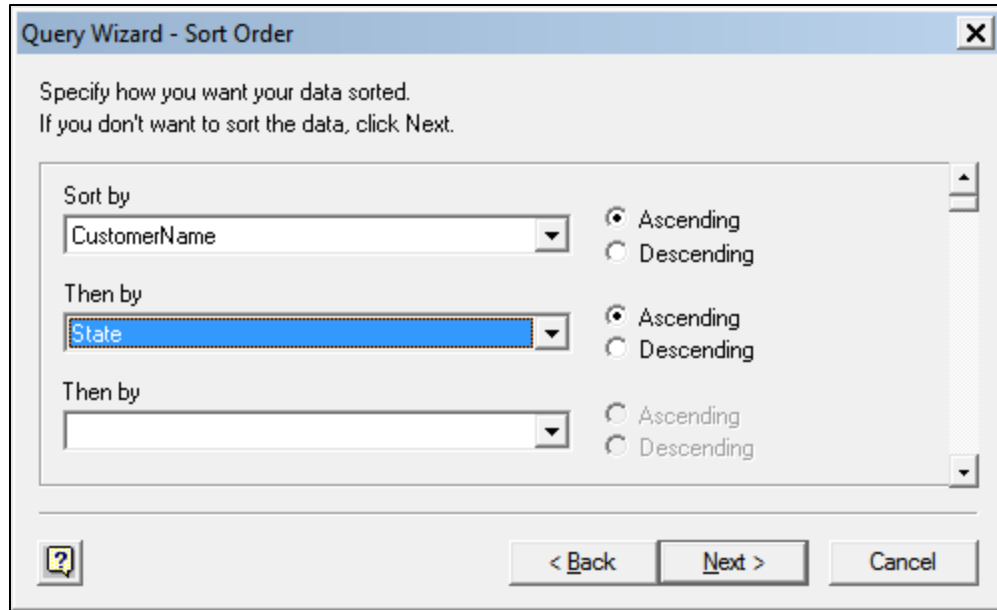 Query Wizard - Sort Order
Specify how you want your data sorted.
If you don't want to sort the data, click Next.
Sort by
CustomerName
Ascending
Descending
Then by
State
Ascending
Descending
Then by
Ascending
Descending
?
< Back
Next >
Cancel